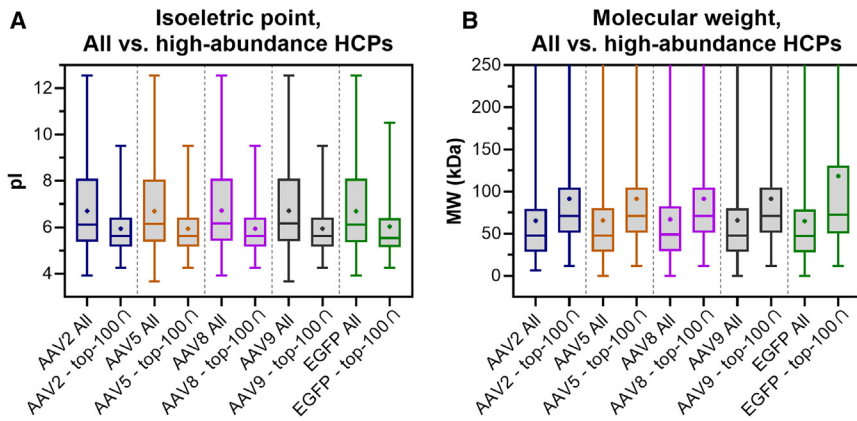 A
Isoeletric point,
All vs. high-abundance HCPs
pI
12
10
8
6
4
AAV2 All
AAV2 - top-100∩
AAV5 All
AAV5 - top-100∩
AAV8 All
AAV8 - top-100∩
AAV9 All
AAV9 - top-100∩
EGFP All
EGFP - top-100∩
B
Molecular weight,
All vs. high-abundance HCPs
MW (kDa)
250
200
150
100
50
0
AAV2 All
AAV2 - top-100∩
AAV5 All
AAV5 - top-100∩
AAV8 All
AAV8 - top-100∩
AAV9 All
AAV9 - top-100∩
EGFP All
EGFP - top-100∩